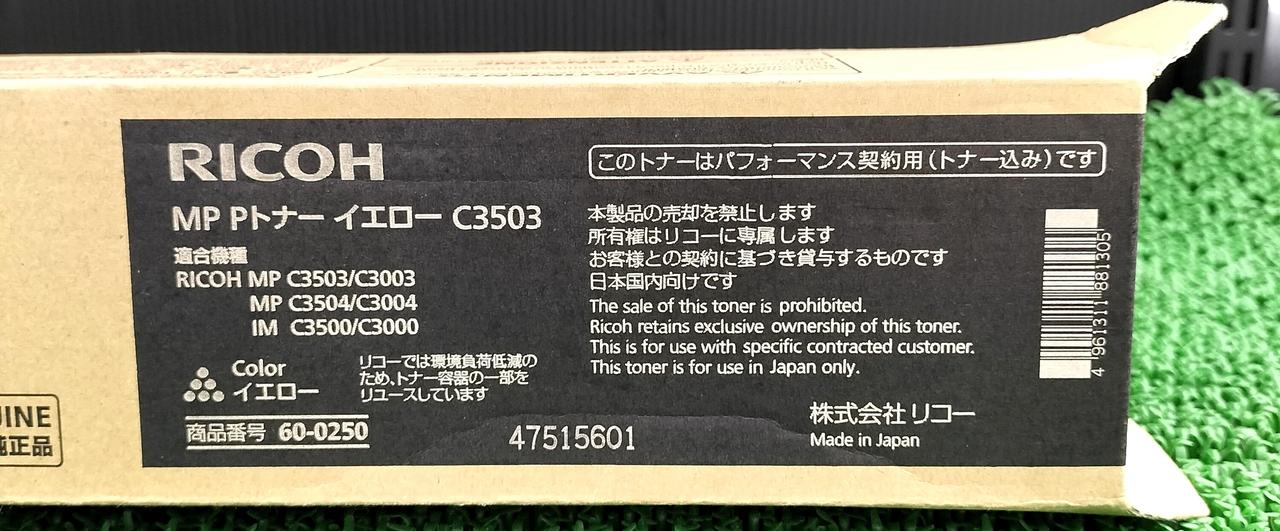 RICOH
MP Pトナー イエロー C3503
適合機種
RICOH MP C3503/C3003
MP C3504/C3004
IM C3500/C3000
Color
イエロー
リコーでは環境負荷低減の
ため、トナー容器の一部を
リユースしています
商品番号 60-0250
47515601
このトナーはパフォーマンス契約用(トナー込み)です
本製品の売却を禁止します
所有権はリコーに専属します
お客様との契約に基づき貸与するものです
日本国内向けです
The sale of this toner is prohibited.
Ricoh retains exclusive ownership of this toner.
This is for use with specific contracted customer.
This toner is for use in Japan only.
株式会社リコー
Made in Japan
4 961311 881305
純正品